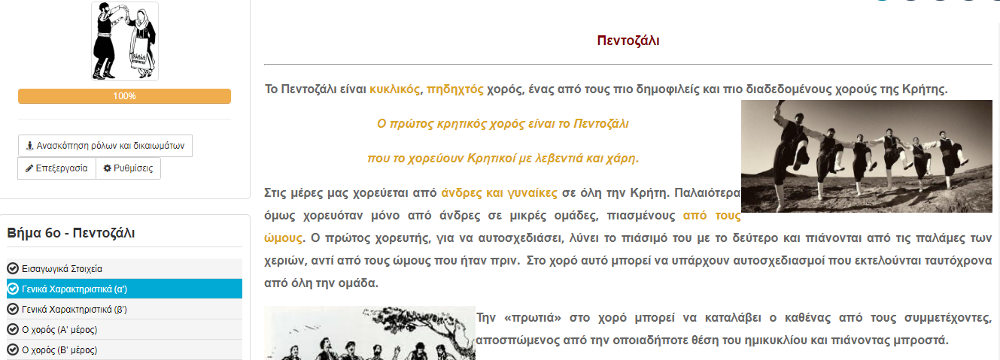 100%
Ανασκόπηση ρόλων και δικαιωμάτων
Επεξεργασία
Ρυθμίσεις
Βήμα 6ο - Πεντοζάλι
Εισαγωγικά Στοιχεία
Γενικά Χαρακτηριστικά (α')
Γενικά Χαρακτηριστικά (β')
Ο χορός (Α' μέρος)
Ο χορός (Β' μέρος)
Πεντοζάλι
Το Πεντοζάλι είναι κυκλικός, πηδηχτός χορός, ένας από τους πιο δημοφιλείς και πιο διαδεδομένους χορούς της Κρήτης.
Ο πρώτος κρητικός χορός είναι το Πεντοζάλι
που το χορεύουν Κρητικοί με λεβεντιά και χάρη.
Στις μέρες μας χορεύεται από άνδρες και γυναίκες σε όλη την Κρήτη. Παλαιότερα
όμως χορευόταν μόνο από άνδρες σε μικρές ομάδες, πιασμένους από τους
ώμους. Ο πρώτος χορευτής, για να αυτοσχεδιάσει, λύνει το πιάσιμό του με το δεύτερο και πιάνονται από τις παλάμες των
χεριών, αντί από τους ώμους που ήταν πριν. Στο χορό αυτό μπορεί να υπάρχουν αυτοσχεδιασμοί που εκτελούνται ταυτόχρονα
από όλη την ομάδα.
Την «πρωτιά» στο χορό μπορεί να καταλάβει ο καθένας από τους συμμετέχοντες,
αποσπώμενος από την οποιαδήποτε θέση του ημικυκλίου και πιάνοντας μπροστά.